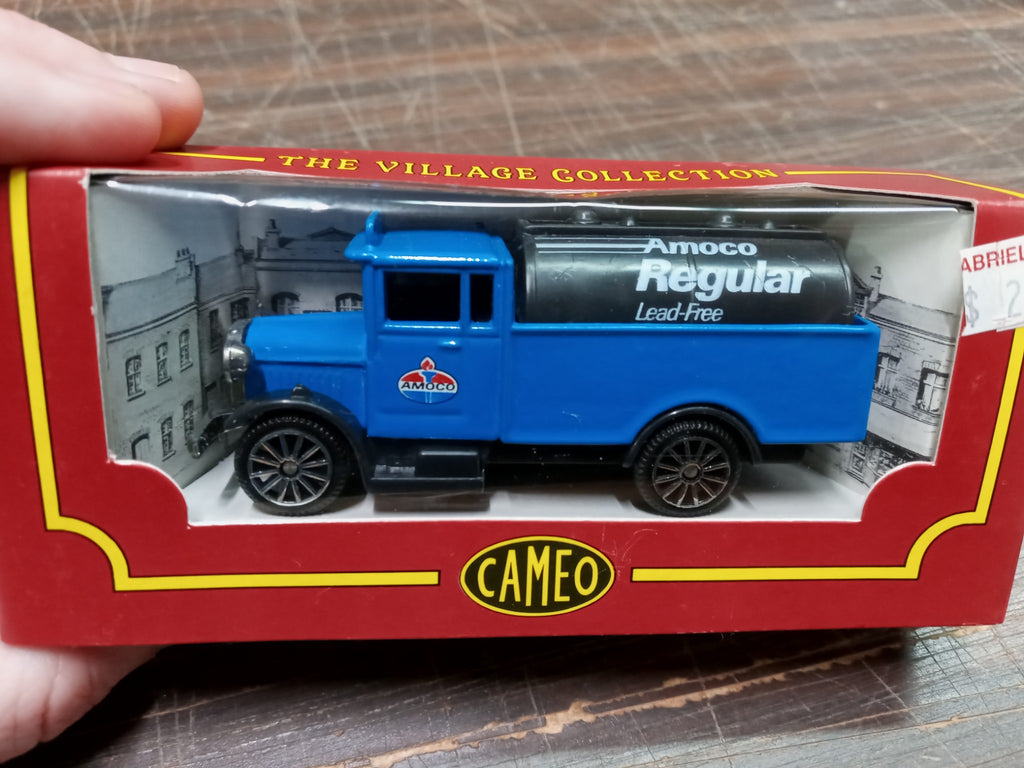 THE VILLAGE COLLECTION
Amoco
Regular
Lead-Free
AMOCO
ABRIEL
$ 2
CAMEO